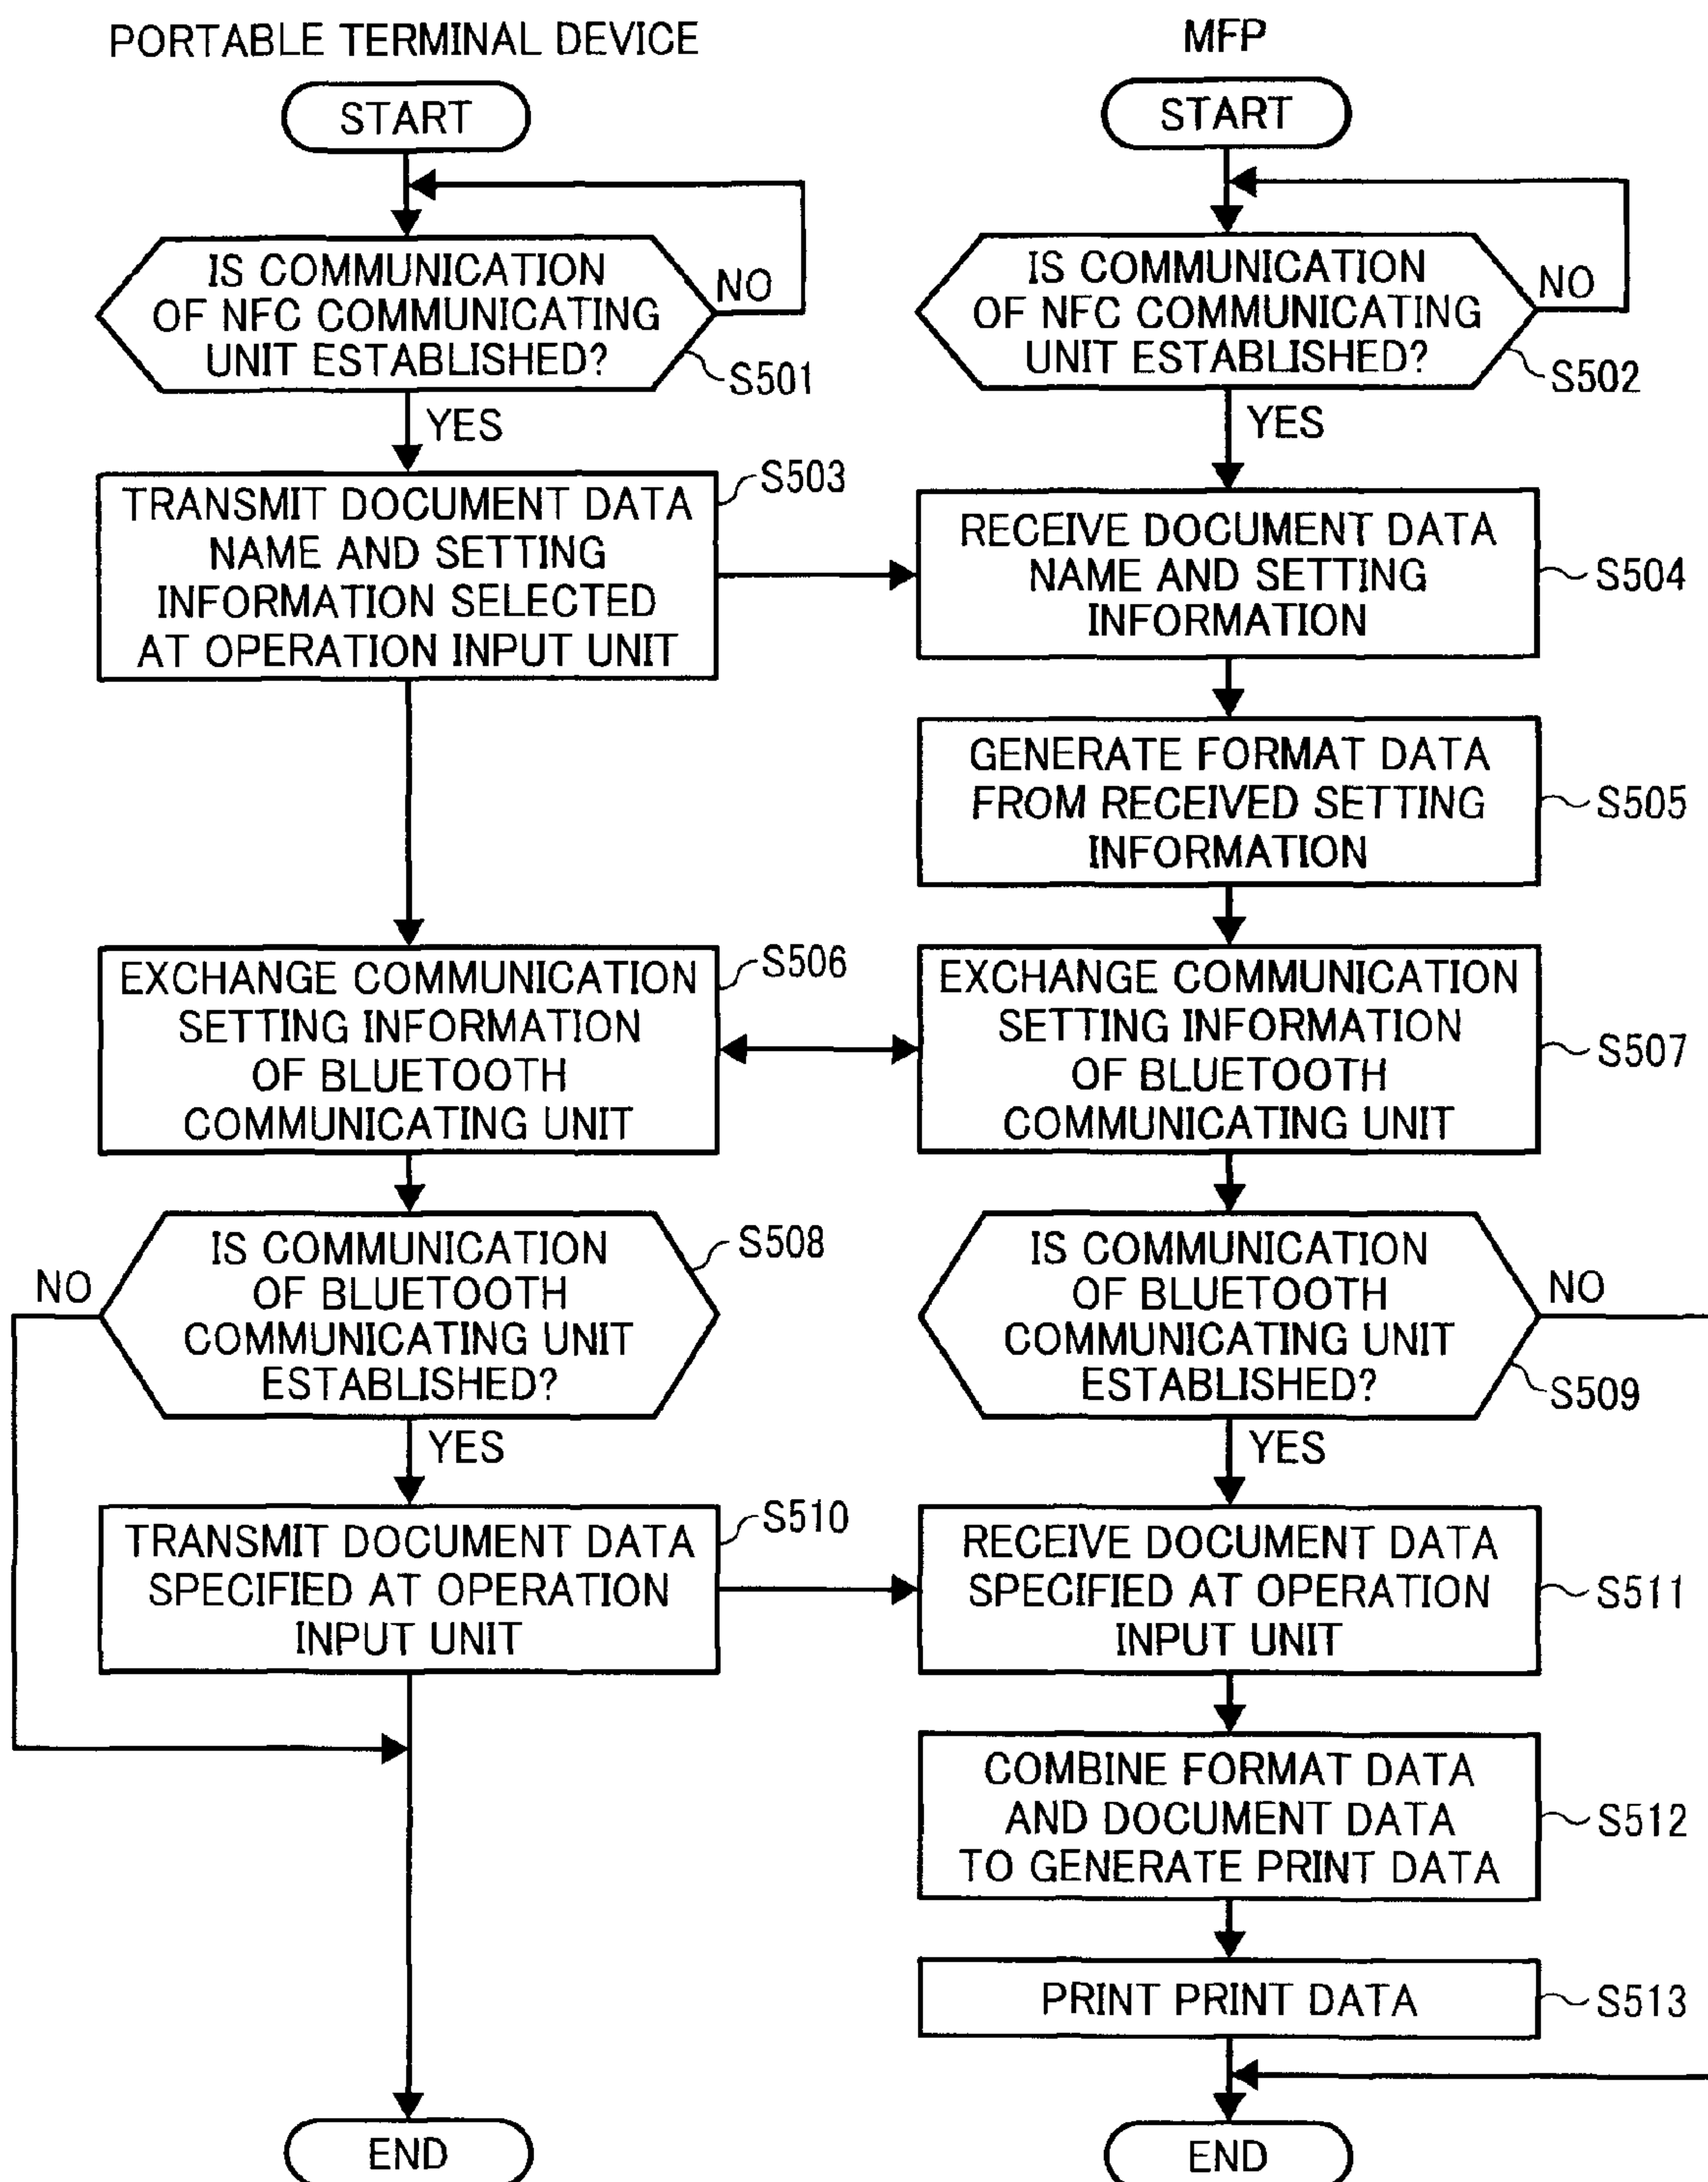 PORTABLE TERMINAL DEVICE
MFP
START
START
IS COMMUNICATION
OF NFC COMMUNICATING
UNIT ESTABLISHED?
NO
S501
YES
IS COMMUNICATION
OF NFC COMMUNICATING
UNIT ESTABLISHED?
NO
S502
YES
TRANSMIT DOCUMENT DATA
NAME AND SETTING
INFORMATION SELECTED
AT OPERATION INPUT UNIT
S503
RECEIVE DOCUMENT DATA
NAME AND SETTING
INFORMATION
S504
GENERATE FORMAT DATA
FROM RECEIVED SETTING
INFORMATION
S505
EXCHANGE COMMUNICATION
SETTING INFORMATION
OF BLUETOOTH
COMMUNICATING UNIT
S506
EXCHANGE COMMUNICATION
SETTING INFORMATION
OF BLUETOOTH
COMMUNICATING UNIT
S507
IS COMMUNICATION
OF BLUETOOTH
COMMUNICATING UNIT
ESTABLISHED?
S508
NO
YES
IS COMMUNICATION
OF BLUETOOTH
COMMUNICATING UNIT
ESTABLISHED?
NO
S509
YES
TRANSMIT DOCUMENT DATA
SPECIFIED AT OPERATION
INPUT UNIT
S510
RECEIVE DOCUMENT DATA
SPECIFIED AT OPERATION
INPUT UNIT
S511
COMBINE FORMAT DATA
AND DOCUMENT DATA
TO GENERATE PRINT DATA
S512
PRINT PRINT DATA
S513
END
END